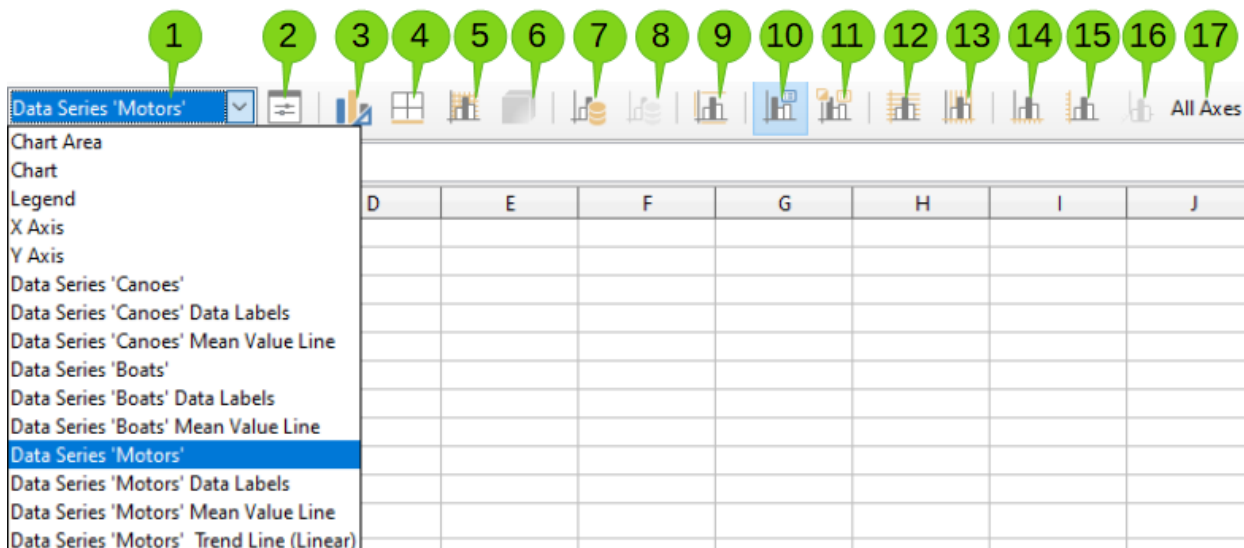 1 2 3 4 5 6 7 8 9 10 11 12 13 14 15 16 17
Data Series 'Motors' All Axes
Chart Area
Chart
Legend
D E F G H I J
X Axis
Y Axis
Data Series 'Canoes'
Data Series 'Canoes' Data Labels
Data Series 'Canoes' Mean Value Line
Data Series 'Boats'
Data Series 'Boats' Data Labels
Data Series 'Boats' Mean Value Line
Data Series 'Motors'
Data Series 'Motors' Data Labels
Data Series 'Motors' Mean Value Line
Data Series 'Motors' Trend Line (Linear)